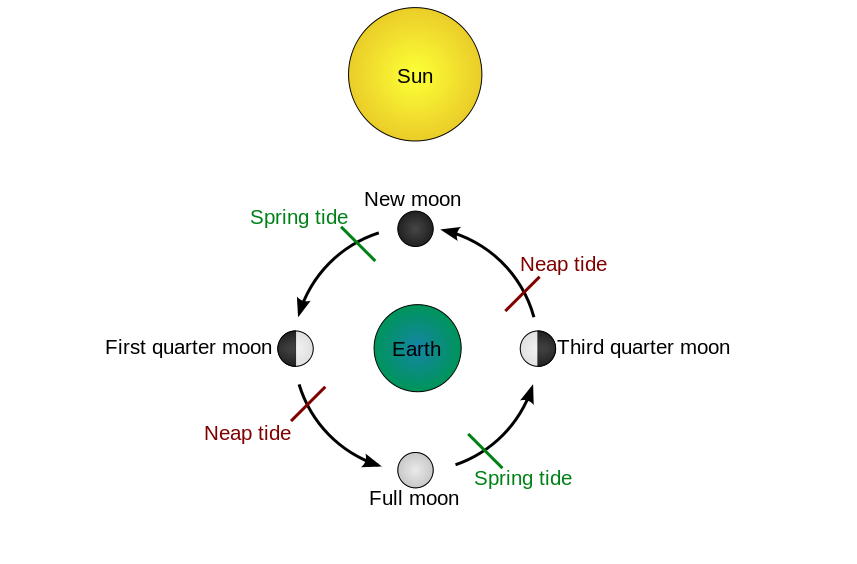 Sun
New moon
Spring tide
Neap tide
First quarter moon
Earth
Third quarter moon
Neap tide
Spring tide
Full moon